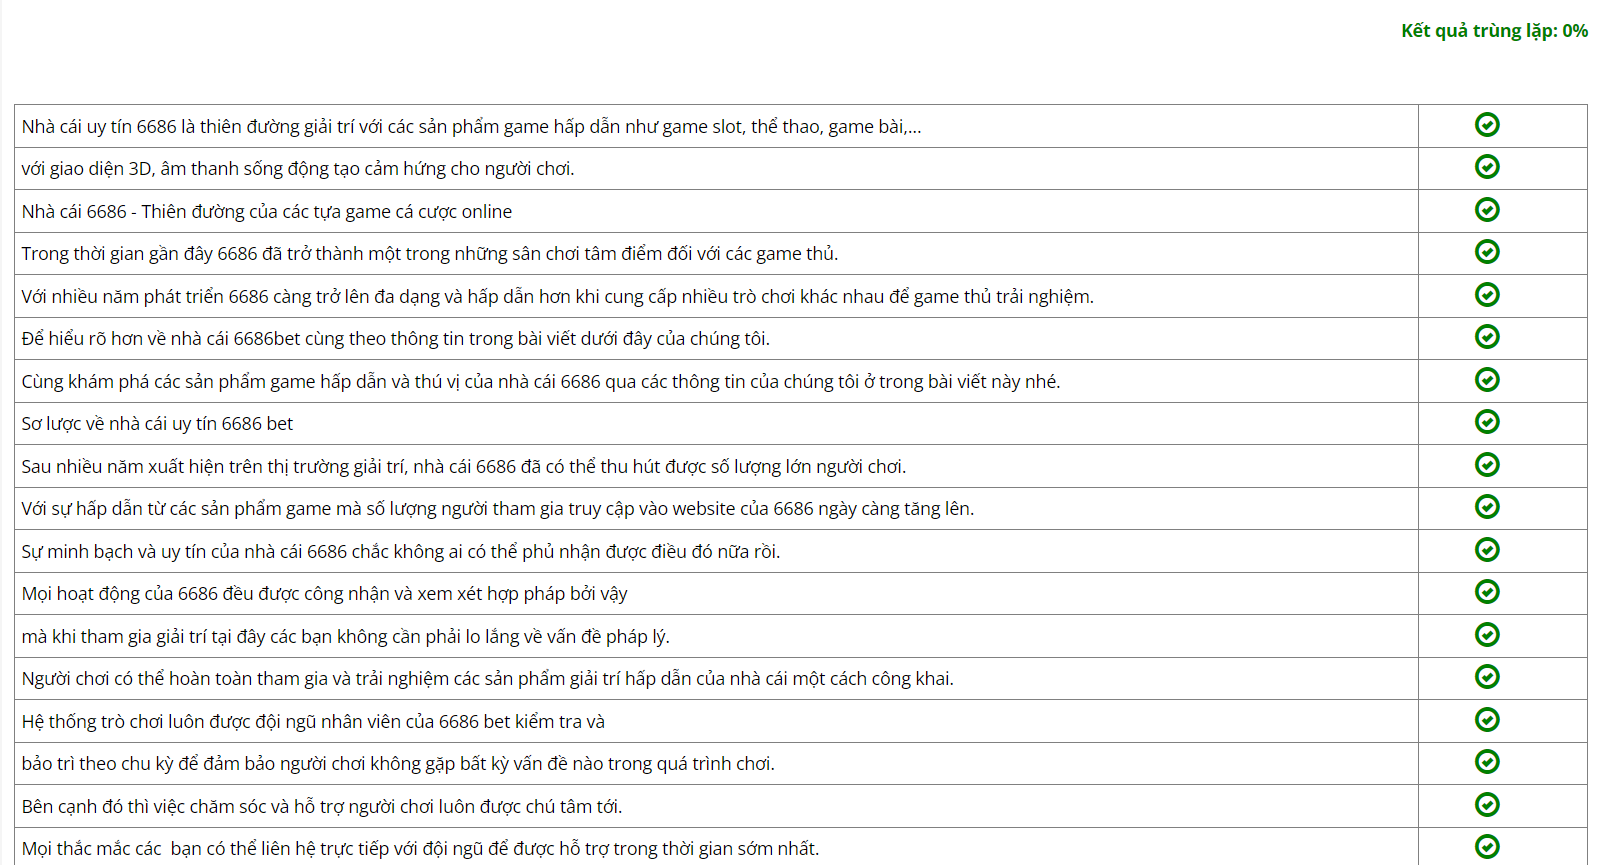 Kết quả trùng lặp: 0%
Nhà cái uy tín 6686 là thiên đường giải trí với các sản phẩm game hấp dẫn như game slot, thể thao, game bài,...
với giao diện 3D, âm thanh sống động tạo cảm hứng cho người chơi.
Nhà cái 6686 - Thiên đường của các tựa game cá cược online
Trong thời gian gần đây 6686 đã trở thành một trong những sân chơi tâm điểm đối với các game thủ.
Với nhiều năm phát triển 6686 càng trở lên đa dạng và hấp dẫn hơn khi cung cấp nhiều trò chơi khác nhau để game thủ trải nghiệm.
Để hiểu rõ hơn về nhà cái 6686bet cùng theo thông tin trong bài viết dưới đây của chúng tôi.
Cùng khám phá các sản phẩm game hấp dẫn và thú vị của nhà cái 6686 qua các thông tin của chúng tôi ở trong bài viết này nhé.
Sơ lược về nhà cái uy tín 6686 bet
Sau nhiều năm xuất hiện trên thị trường giải trí, nhà cái 6686 đã có thể thu hút được số lượng lớn người chơi.
Với sự hấp dẫn từ các sản phẩm game mà số lượng người tham gia truy cập vào website của 6686 ngày càng tăng lên.
Sự minh bạch và uy tín của nhà cái 6686 chắc không ai có thể phủ nhận được điều đó nữa rồi.
Mọi hoạt động của 6686 đều được công nhận và xem xét hợp pháp bởi vậy
mà khi tham gia giải trí tại đây các bạn không cần phải lo lắng về vấn đề pháp lý.
Người chơi có thể hoàn toàn tham gia và trải nghiệm các sản phẩm giải trí hấp dẫn của nhà cái một cách công khai.
Hệ thống trò chơi luôn được đội ngũ nhân viên của 6686 bet kiểm tra và
bảo trì theo chu kỳ để đảm bảo người chơi không gặp bất kỳ vấn đề nào trong quá trình chơi.
Bên cạnh đó thì việc chăm sóc và hỗ trợ người chơi luôn được chú tâm tới.
Mọi thắc mắc các  bạn có thể liên hệ trực tiếp với đội ngũ để được hỗ trợ trong thời gian sớm nhất.